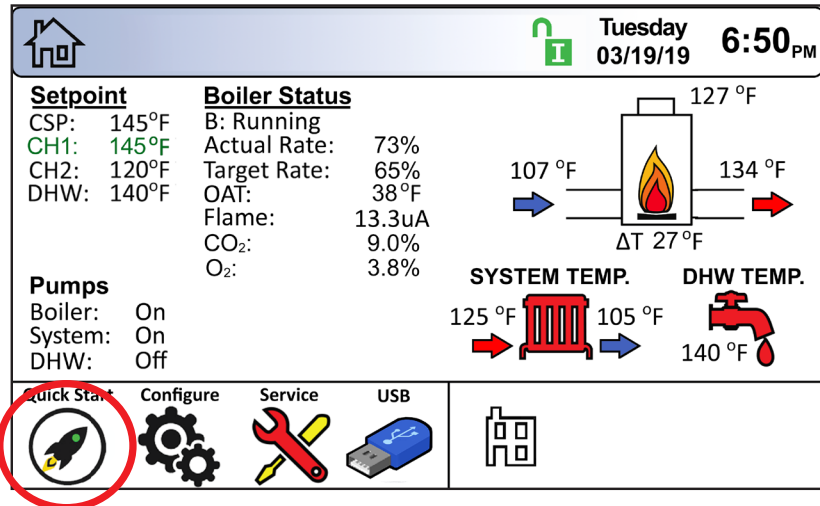 Tuesday
03/19/19
6:50 PM
I
Setpoint
CSP: 145°F
CH1: 145°F
CH2: 120°F
DHW: 140°F
Boiler Status
B: Running
Actual Rate: 73%
Target Rate: 65%
OAT: 38°F
Flame: 13.3uA
CO₂: 9.0%
O₂: 3.8%
127 °F
107 °F
134 °F
ΔT 27°F
Pumps
Boiler: On
System: On
DHW: Off
SYSTEM TEMP.
125 °F
105 °F
DHW TEMP.
140 °F
Quick Start
Configure
Service
USB